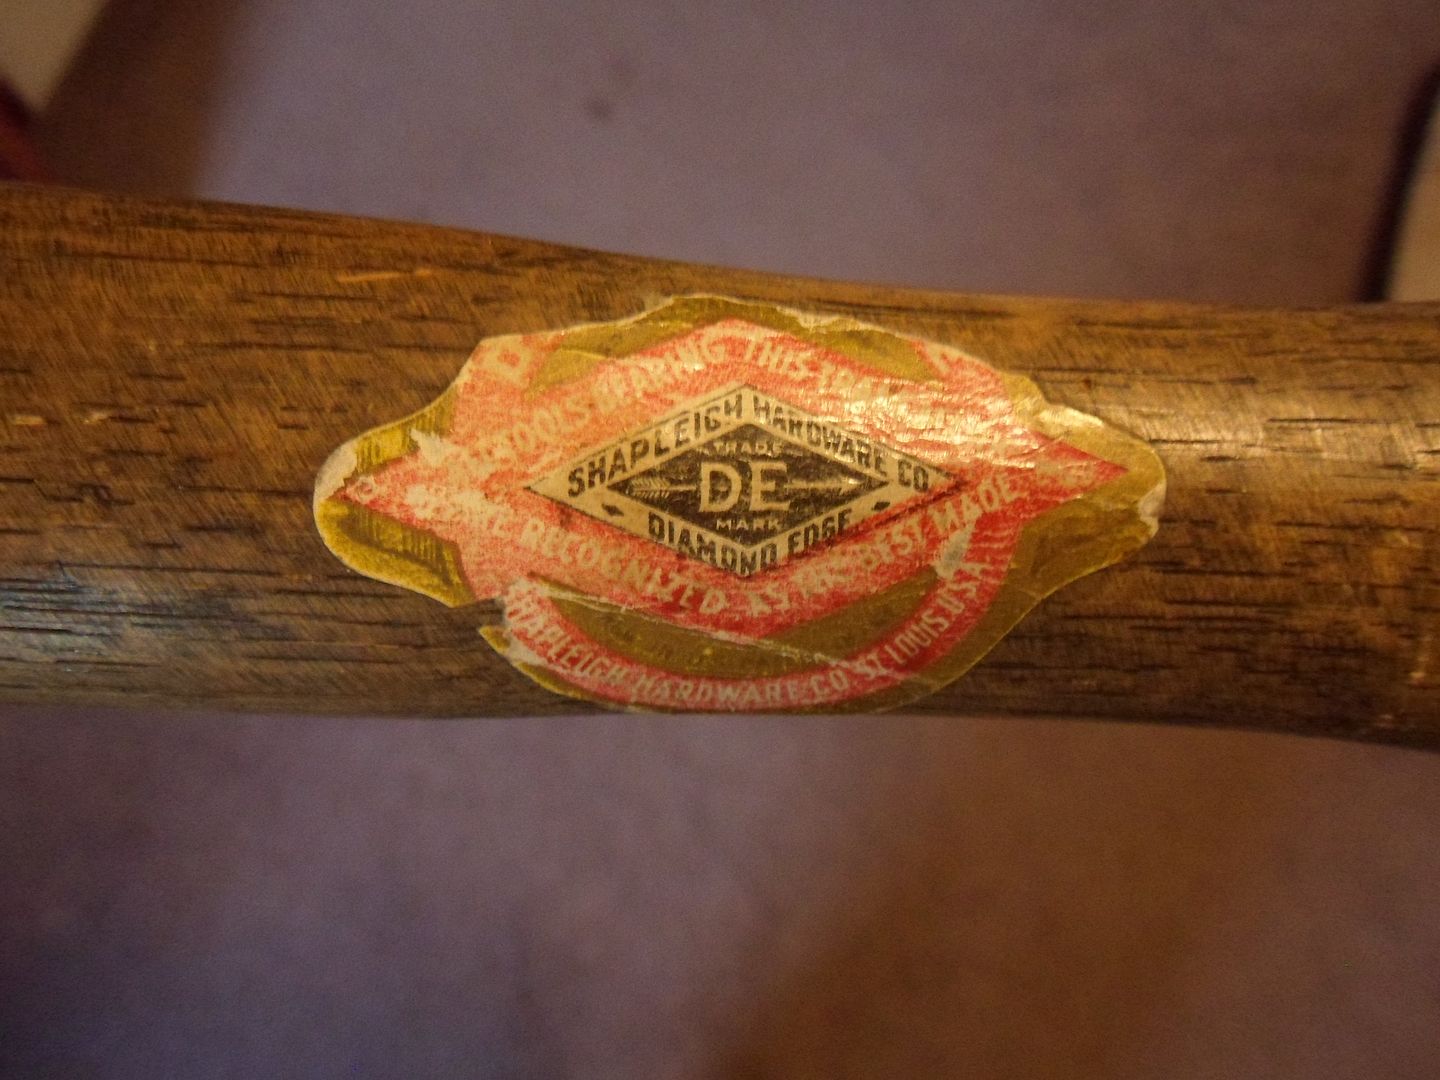 TOOLS BEARING THIS
SHAPLEIGH HARDWARE CO
TRADE
DE
MARK
DIAMOND EDGE
ARE RECOGNIZED AS THE BEST MADE
SHAPLEIGH HARDWARE CO. ST. LOUIS. U.S.A.